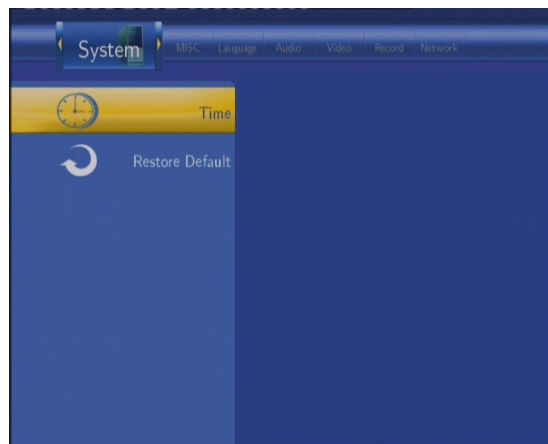 System MISC Language Audio Video Record Network
Time
Restore Default